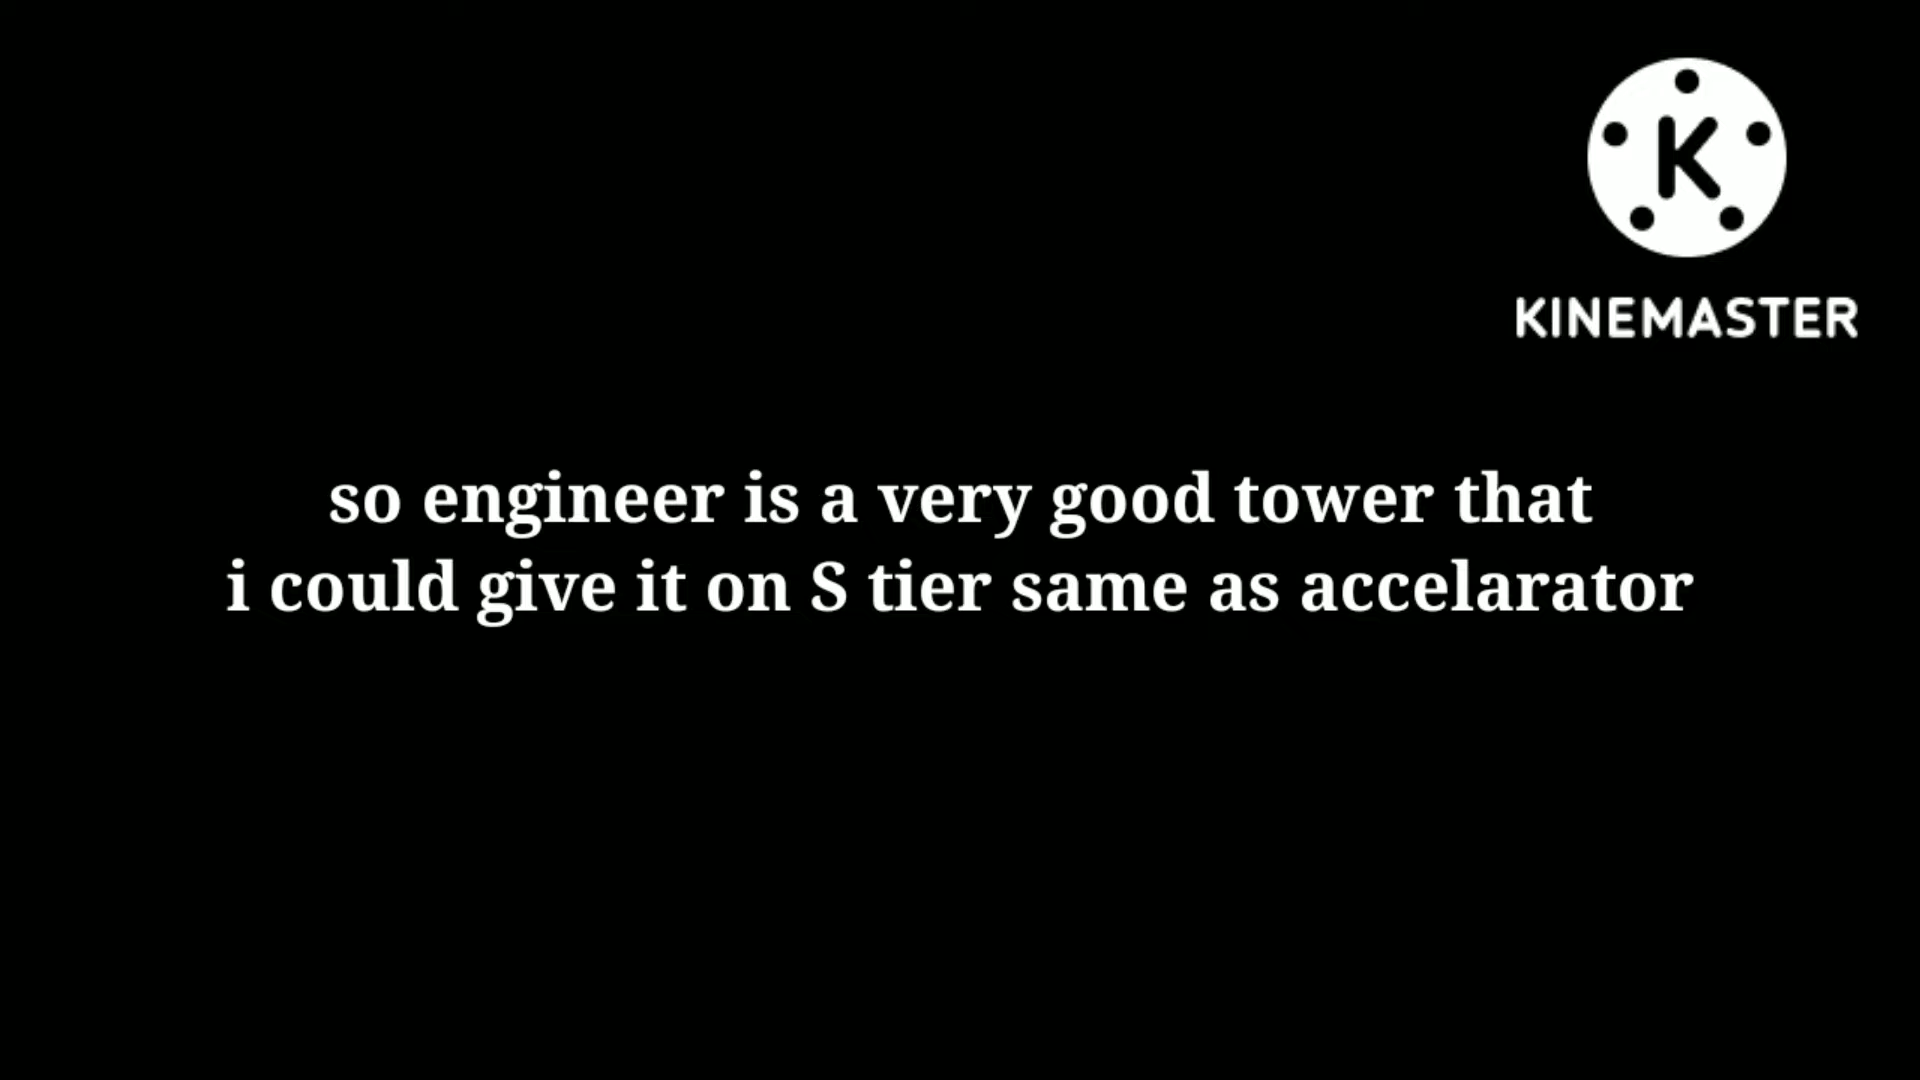 K
KINEMASTER
so engineer is a very good tower that
i could give it on S tier same as accelarator